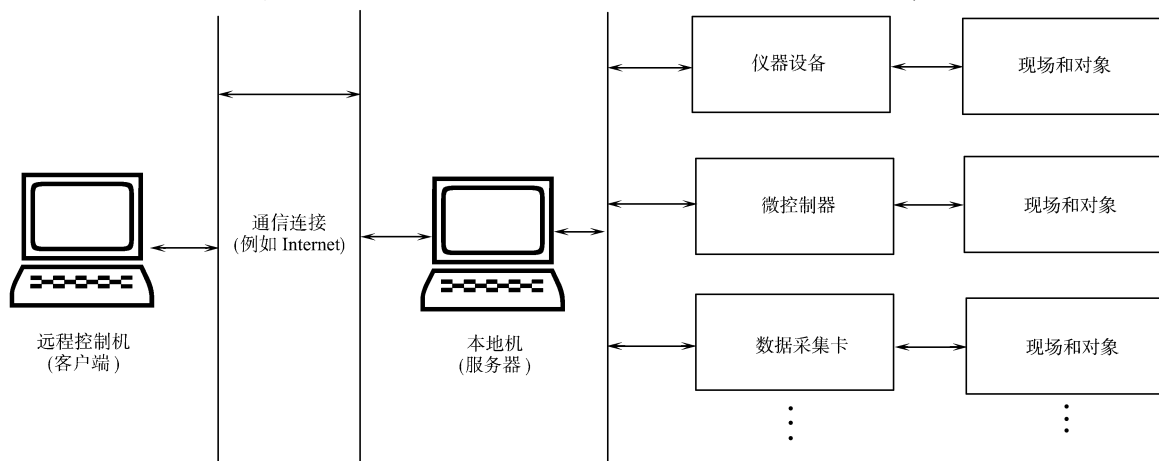 仪器设备
现场和对象
微控制器
现场和对象
通信连接
(例如 Internet)
远程控制机
(客户端)
本地机
(服务器)
数据采集卡
现场和对象